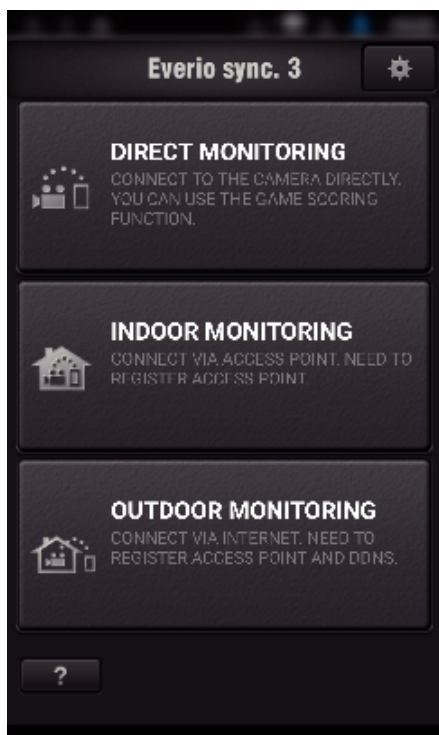 Everio sync. 3
DIRECT MONITORING
CONNECT TO THE CAMERA DIRECTLY.
YOU CAN USE THE GAME SCORING
FUNCTION.
INDOOR MONITORING
CONNECT VIA ACCESS POINT. NEED TO
REGISTER ACCESS POINT.
OUTDOOR MONITORING
CONNECT VIA INTERNET. NEED TO
REGISTER ACCESS POINT AND DDNS.
?